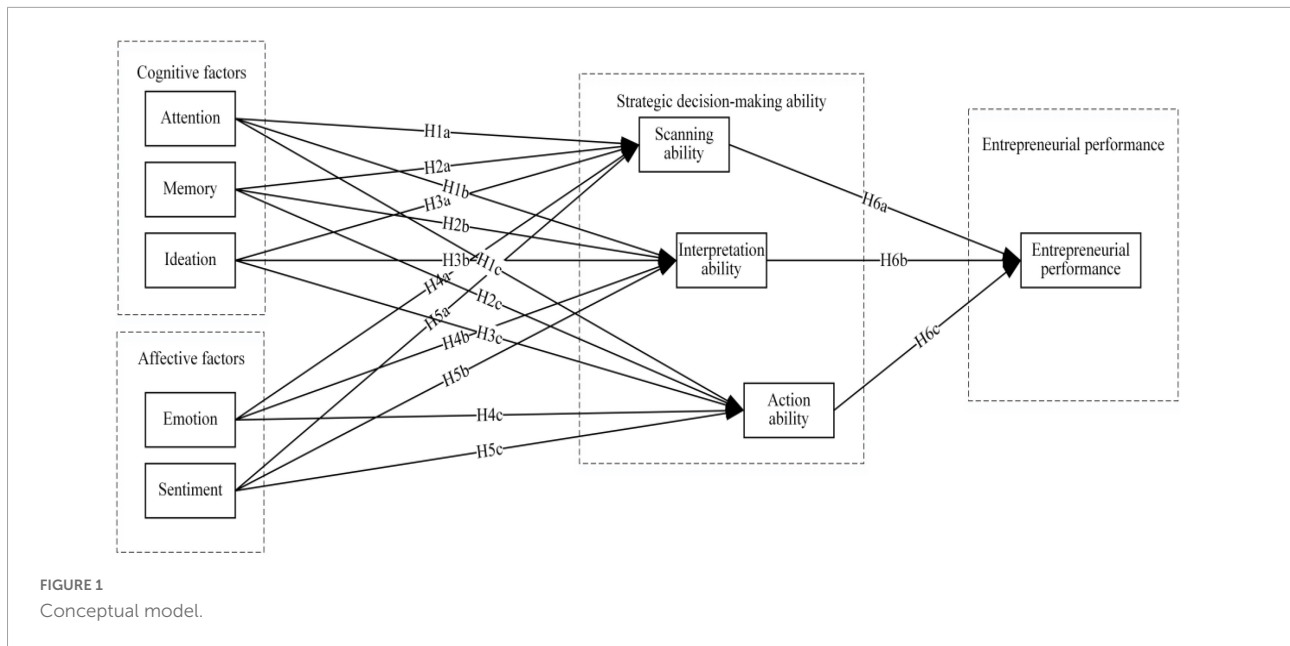 Cognitive factors
Attention
Memory
Ideation
Affective factors
Emotion
Sentiment
H1a
H2a
H1b
H3a
H2b
H3b
H1c
H4a
H2c
H5a
H3c
H4b
H5b
H4c
H5c
Strategic decision-making ability
Scanning
ability
Interpretation
ability
Action
ability
H6a
H6b
H6c
Entrepreneurial performance
Entrepreneurial
performance
FIGURE 1
Conceptual model.